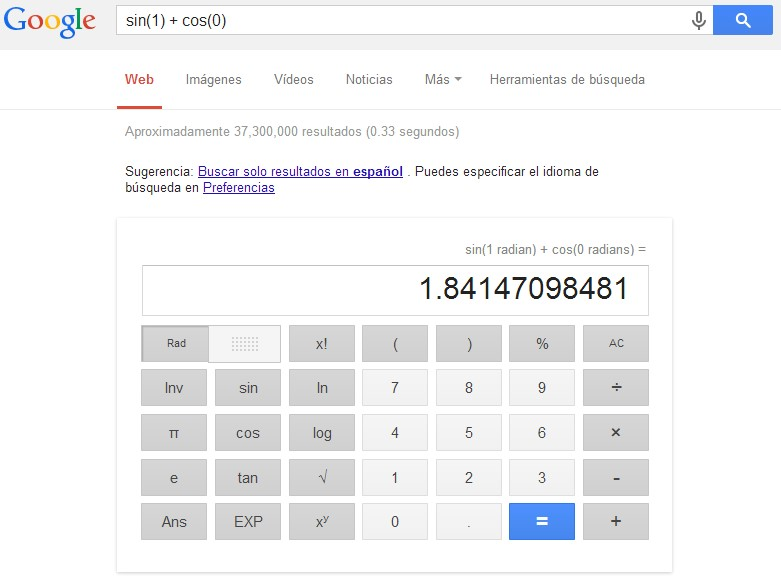 Google sin(1) + cos(0)
Web Imágenes Vídeos Noticias Más Herramientas de búsqueda
Aproximadamente 37,300,000 resultados (0.33 segundos)
Sugerencia: Buscar solo resultados en español . Puedes especificar el idioma de
búsqueda en Preferencias
sin(1 radian) + cos(0 radians) =
1.84147098481
Rad x! ( ) % AC
Inv sin ln 7 8 9 ÷
π cos log 4 5 6 ×
e tan √ 1 2 3 -
Ans EXP xʸ 0 . = +